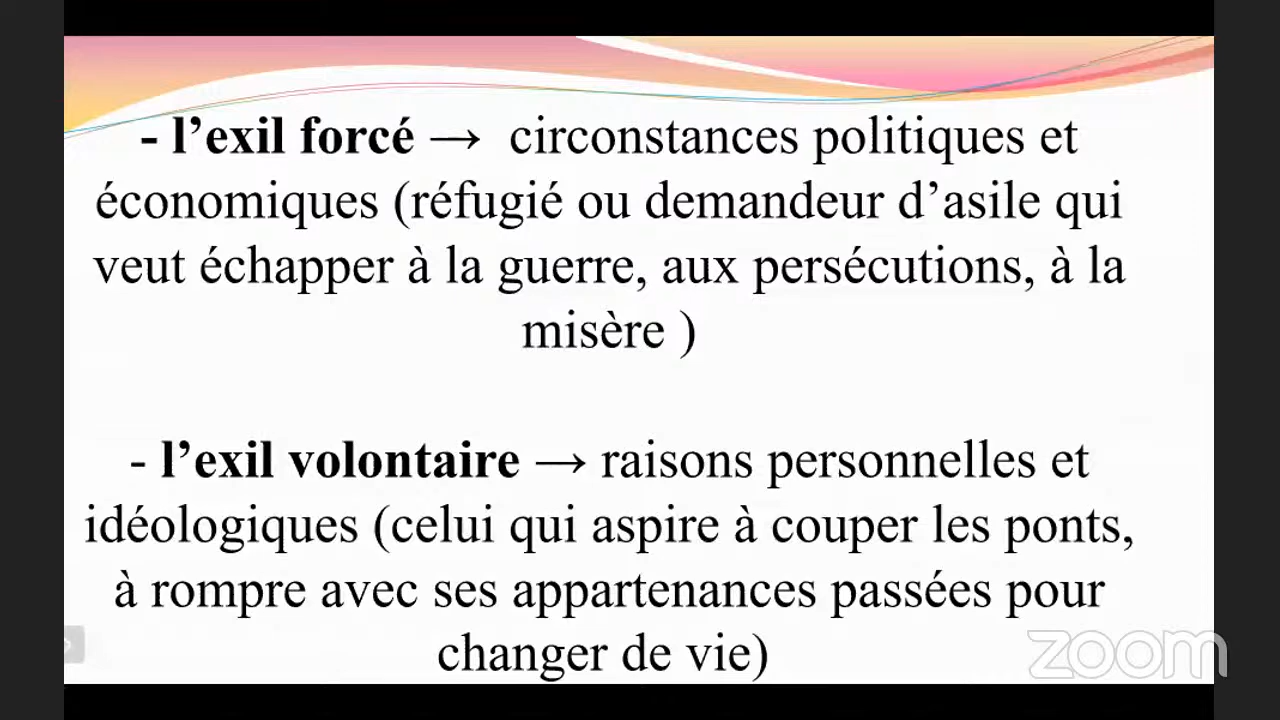 - l’exil forcé → circonstances politiques et
économiques (réfugié ou demandeur d’asile qui
veut échapper à la guerre, aux persécutions, à la
misère )
- l’exil volontaire → raisons personnelles et
idéologiques (celui qui aspire à couper les ponts,
à rompre avec ses appartenances passées pour
changer de vie)
zoom